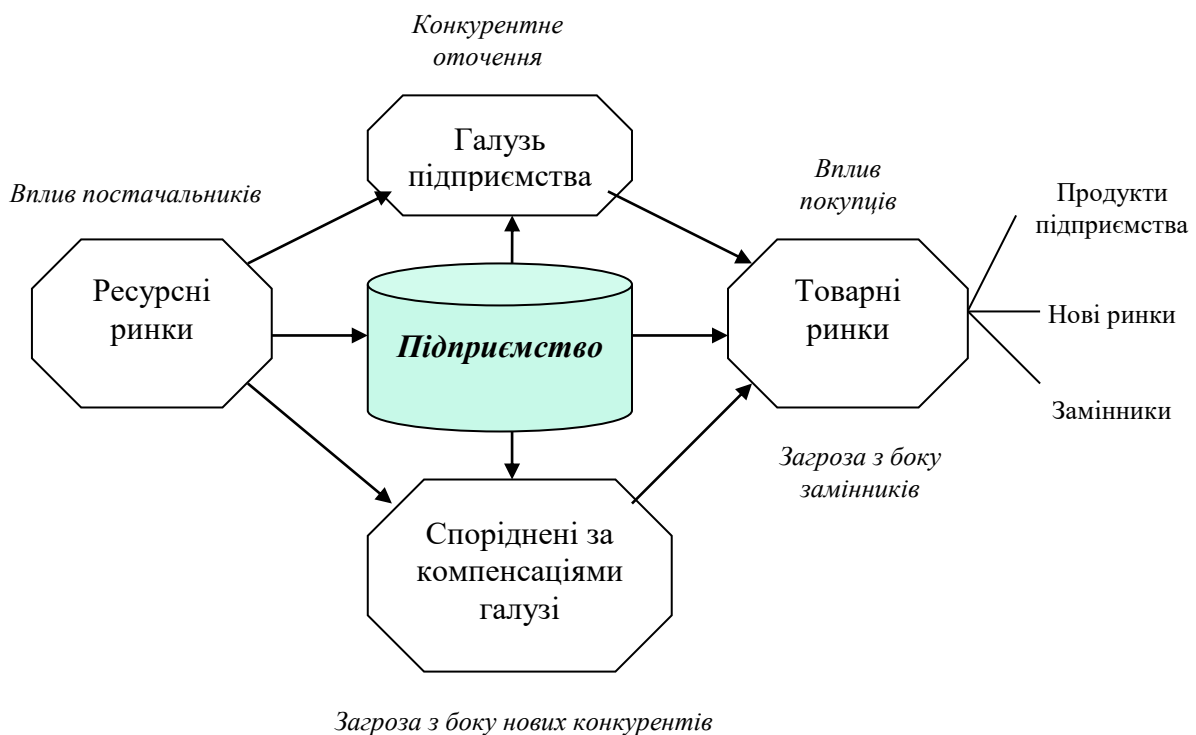 Конкурентне
оточення
Галузь
підприємства
Вплив постачальників
Вплив
покупців
Продукти
підприємства
Ресурсні
ринки
Підприємство
Товарні
ринки
Нові ринки
Замінники
Загроза з боку
замінників
Споріднені за
компенсаціями
галузі
Загроза з боку нових конкурентів